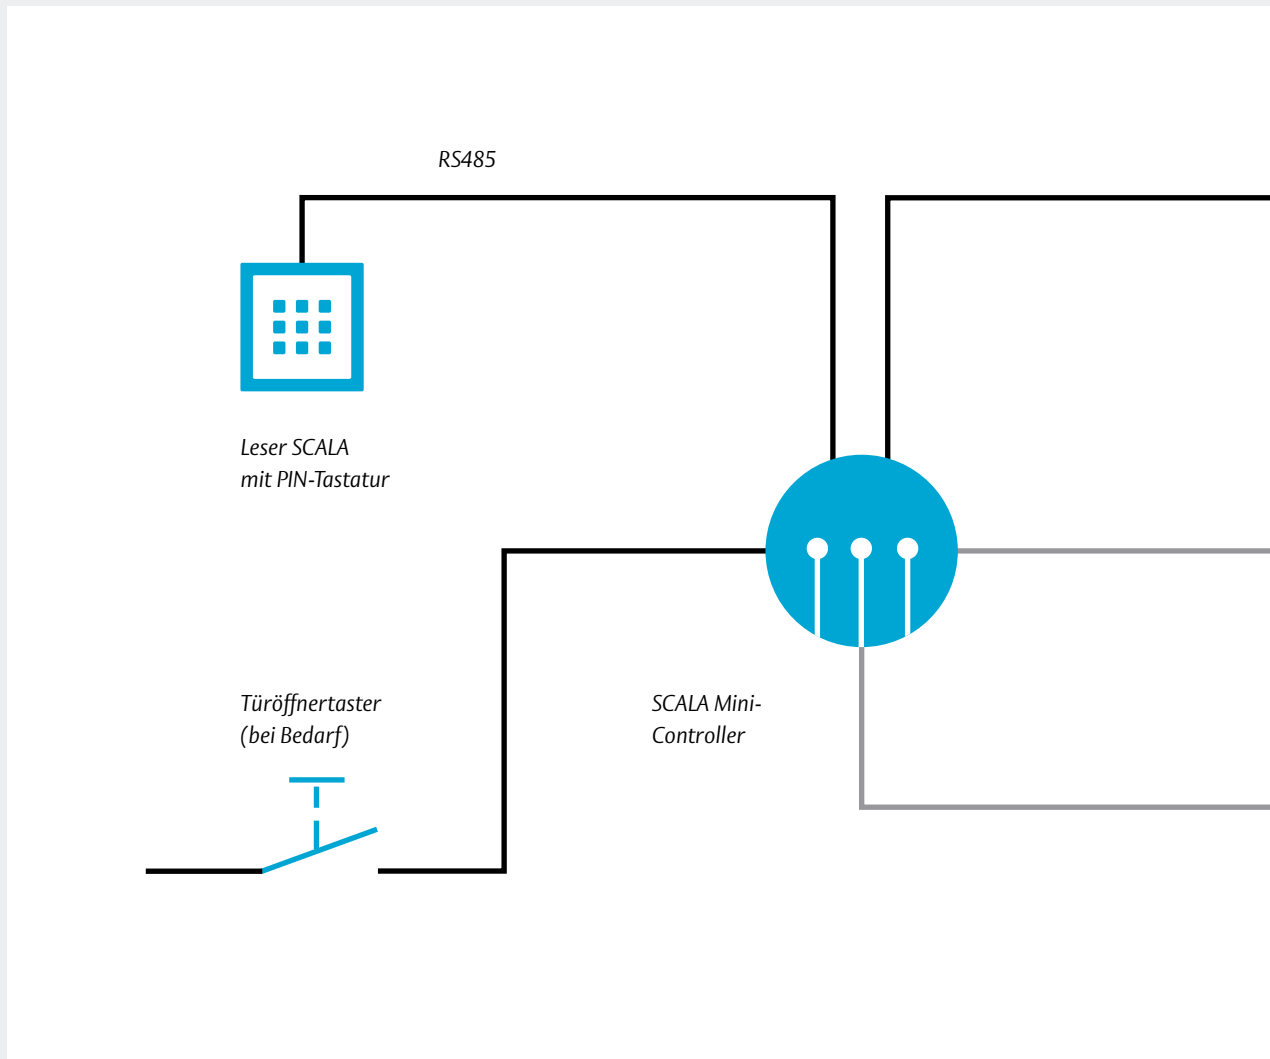 RS485
Leser SCALA
mit PIN-Tastatur
Türöffnertaster
(bei Bedarf)
SCALA Mini-
Controller